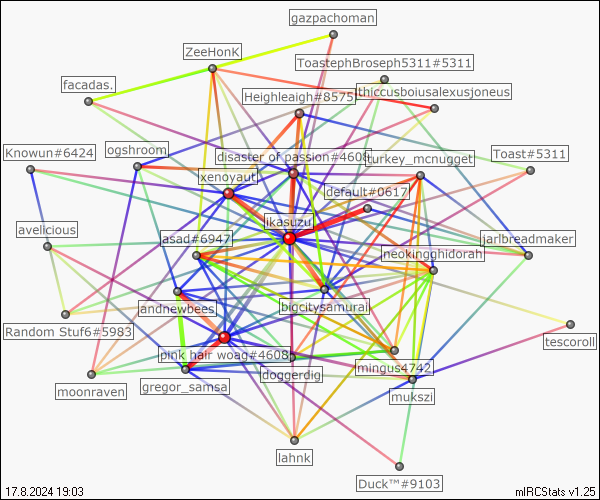 gazpachoman
ZeeHonK
ToastephBroseph5311#5311
facadas.
Heighleaigh#8575
lthiccusboiusalexusjoneus
Knowun#6424
ogshroom
disaster of passion#4608
turkey_mcnugget
Toast#5311
xenoyaut
default#0617
ikasuzu
avelicious
asad#6947
jarlbreadmaker
neokingghidorah
andnewbees
bigcitysamurai
Random Stuf6#5983
tescoroll
pink hair woag#4608
doggerdig
mingus4742
moonraven
gregor_samsa
mukszi
lahnk
Duck™#9103
17.8.2024 19:03
mIRCStats v1.25